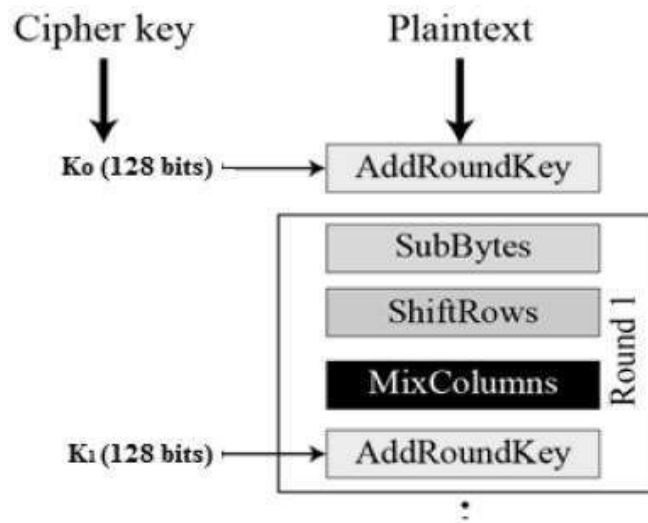 Cipher key
Plaintext
K0 (128 bits)
AddRoundKey
SubBytes
ShiftRows
MixColumns
Round 1
K1 (128 bits)
AddRoundKey